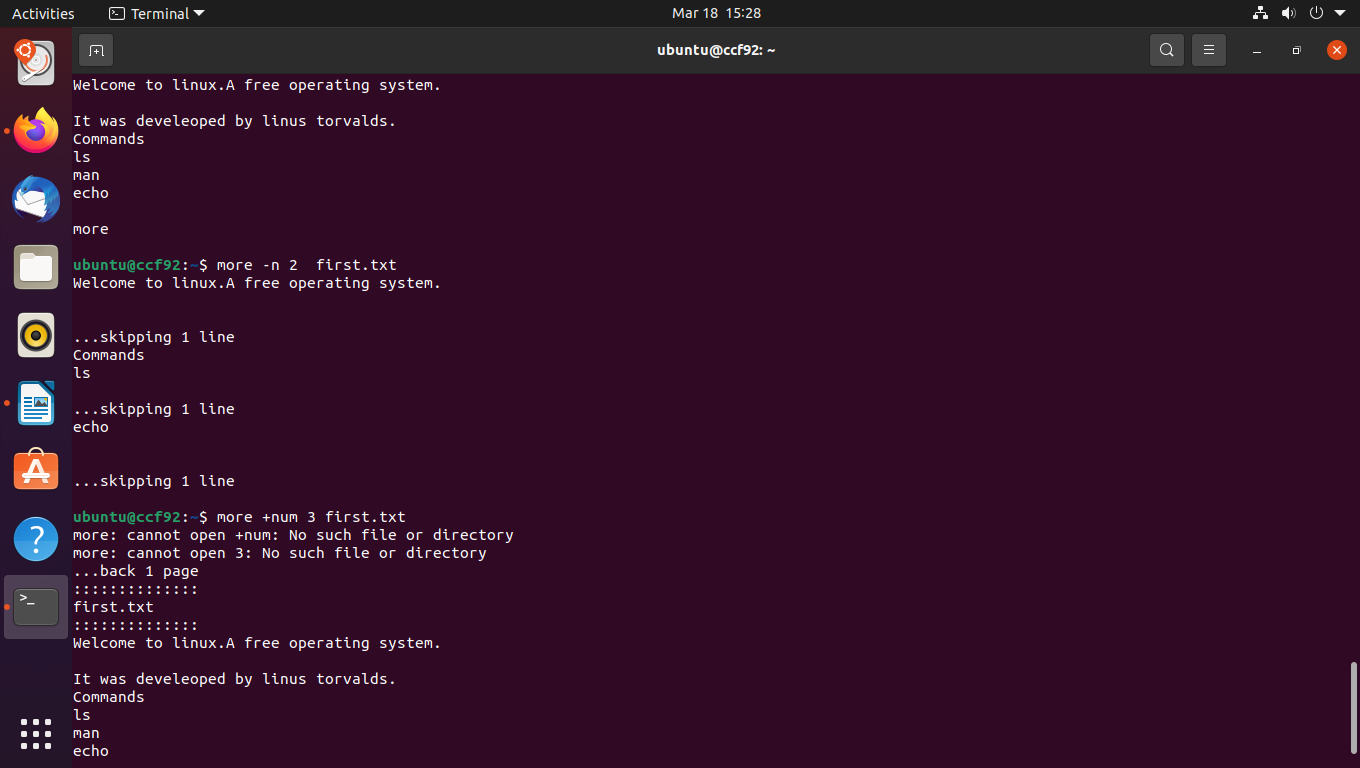 Activities
Terminal
Mar 18 15:28
ubuntu@ccf92: ~
Welcome to linux.A free operating system.
It was develeoped by linus torvalds.
Commands
ls
man
echo
more
ubuntu@ccf92:~$ more -n 2  first.txt
Welcome to linux.A free operating system.
...skipping 1 line
Commands
ls
...skipping 1 line
echo
...skipping 1 line
ubuntu@ccf92:~$ more +num 3 first.txt
more: cannot open +num: No such file or directory
more: cannot open 3: No such file or directory
...back 1 page
::::::::::::::
first.txt
::::::::::::::
Welcome to linux.A free operating system.
It was develeoped by linus torvalds.
Commands
ls
man
echo